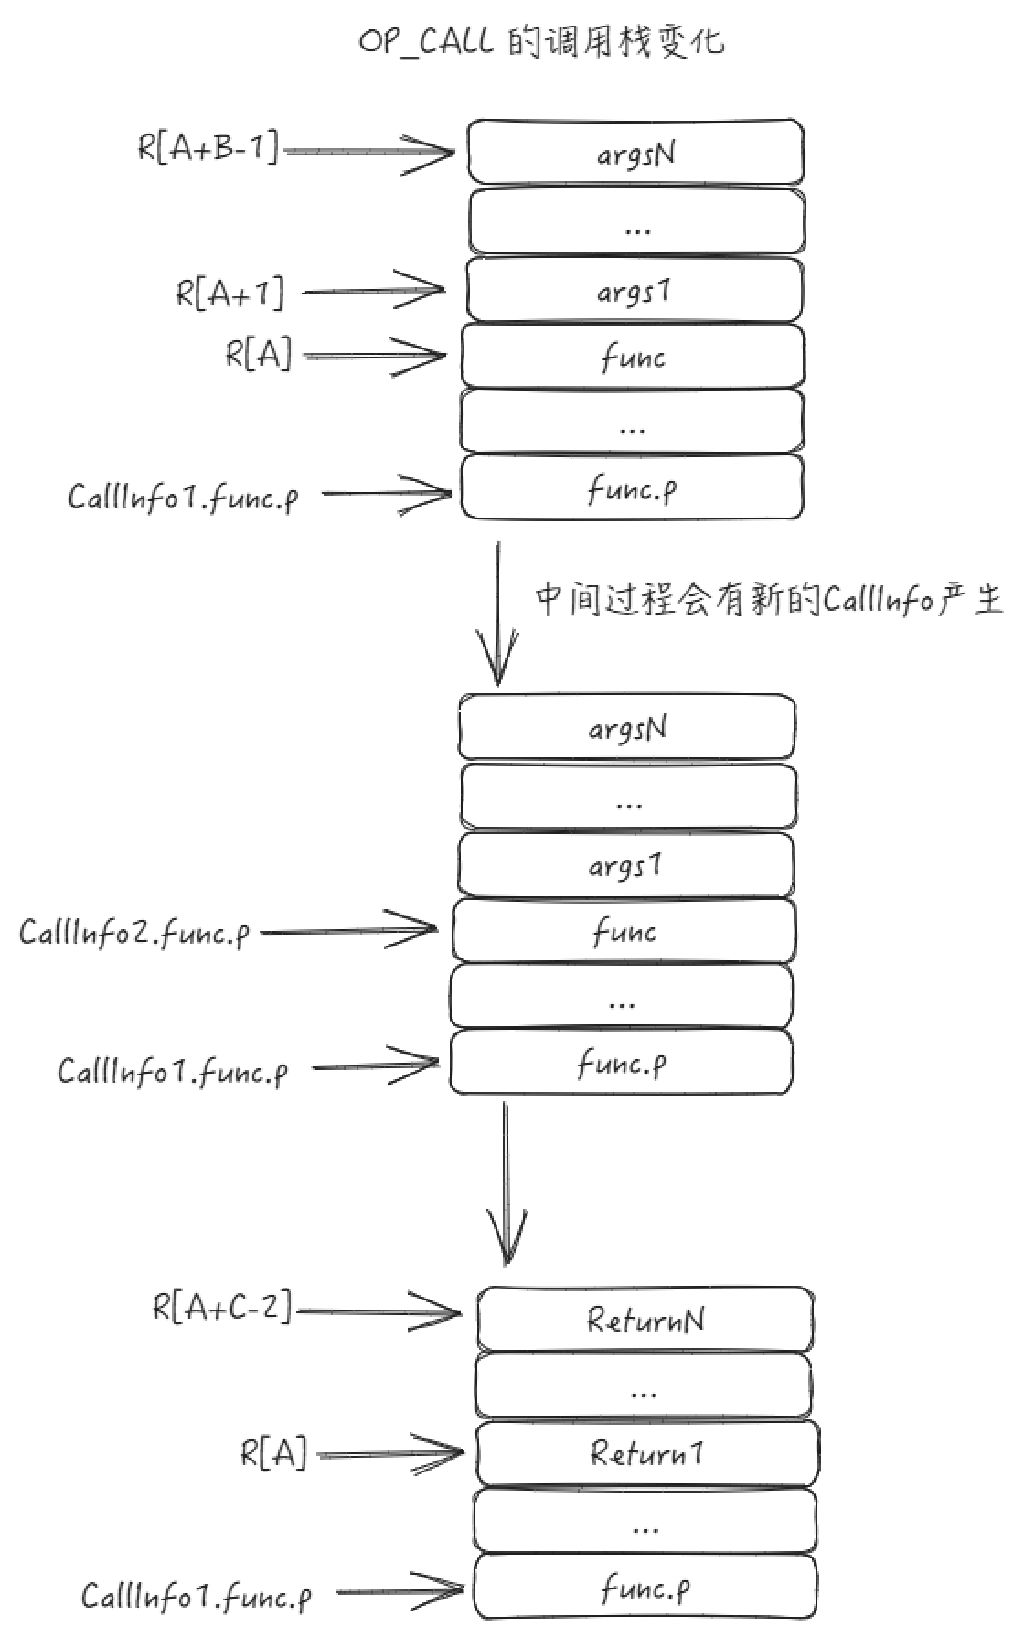 OP_CALL 的调用栈变化
R[A+B-1]
argsN
...
R[A+1]
args1
R[A]
func
...
CallInfo1.func.p
func.p
中间过程会有新的CallInfo产生
argsN
...
args1
CallInfo2.func.p
func
...
CallInfo1.func.p
func.p
R[A+C-2]
ReturnN
...
R[A]
Return1
...
CallInfo1.func.p
func.p